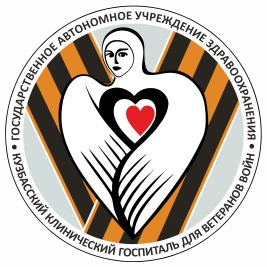 ГОСУДАРСТВЕННОЕ АВТОНОМНОЕ УЧРЕЖДЕНИЕ ЗДРАВООХРАНЕНИЯ
КУЗБАССКИЙ КЛИНИЧЕСКИЙ ГОСПИТАЛЬ ДЛЯ ВЕТЕРАНОВ ВОЙН